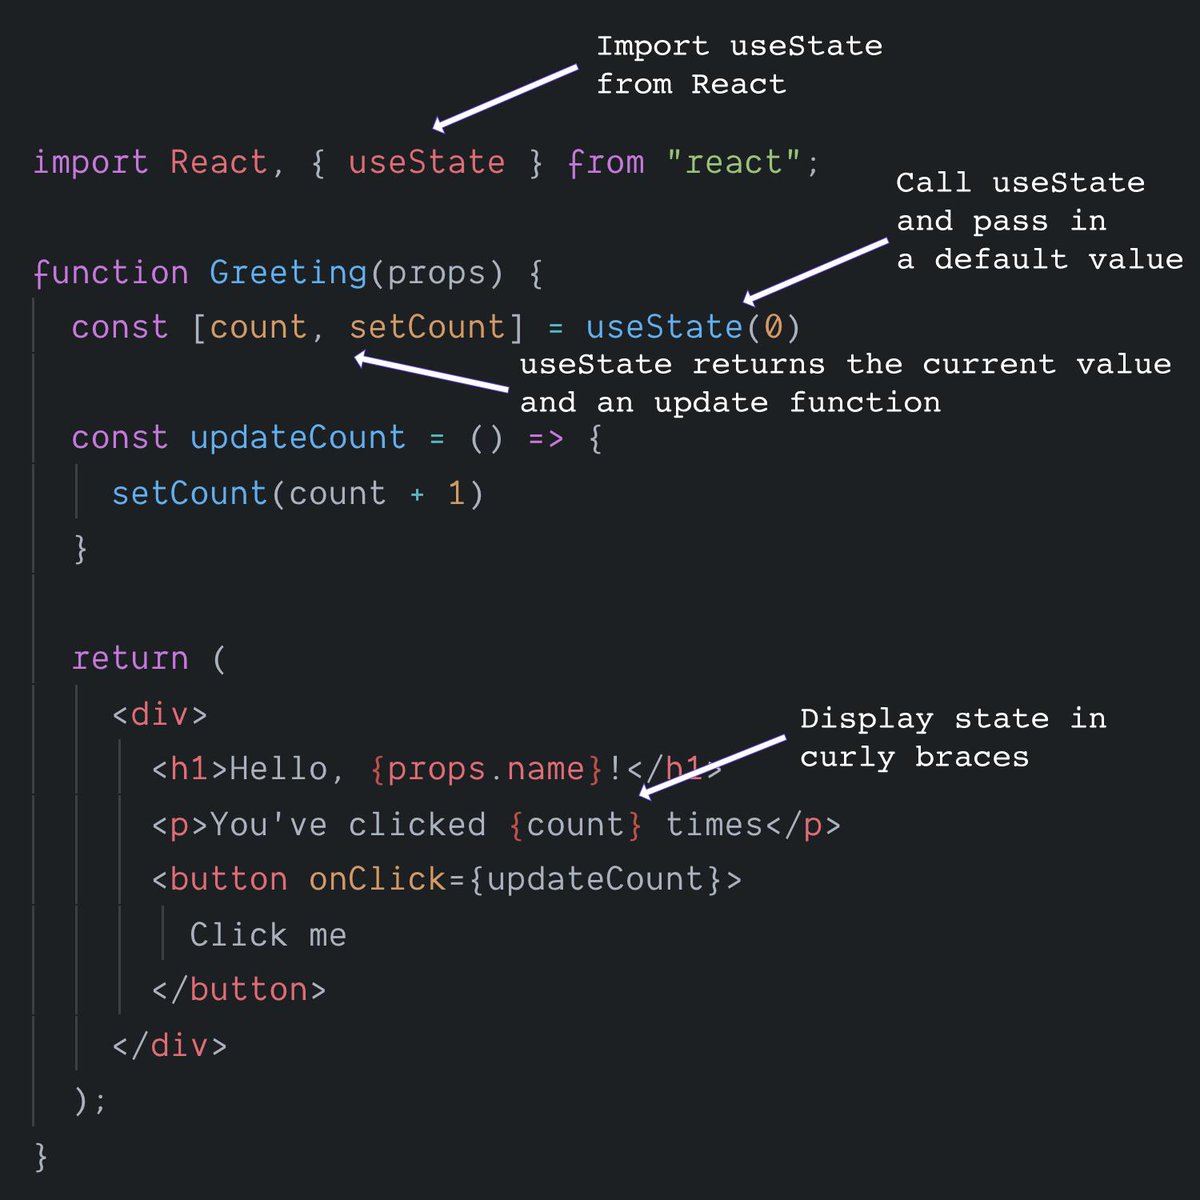 Import useState
from React
import React, { useState } from "react";
Call useState
and pass in
a default value
function Greeting(props) {
const [count, setCount] = useState(0)
useState returns the current value
and an update function
const updateCount = () => {
setCount(count + 1)
}
return (
<div>
Display state in
curly braces
<h1>Hello, {props.name}!</h1>
<p>You've clicked {count} times</p>
<button onClick={updateCount}>
Click me
</button>
</div>
);
}